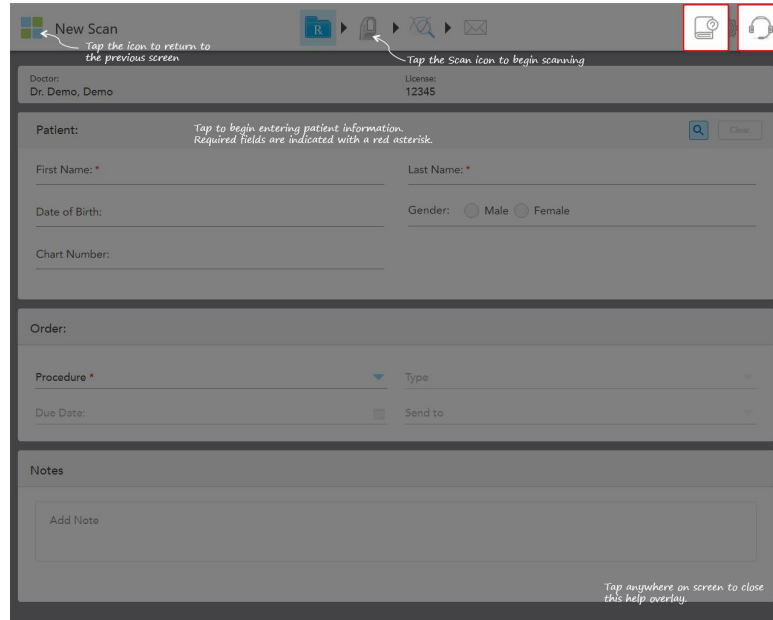 New Scan
R
Tap the icon to return to
the previous screen
Tap the Scan icon to begin scanning
Doctor:
Dr. Demo, Demo
License:
12345
Patient:
Tap to begin entering patient information.
Required fields are indicated with a red asterisk.
Clear
First Name: *
Last Name: *
Date of Birth:
Gender: Male Female
Chart Number:
Order:
Procedure *
Type
Due Date:
Send to
Notes
Add Note
Tap anywhere on screen to close
this help overlay.